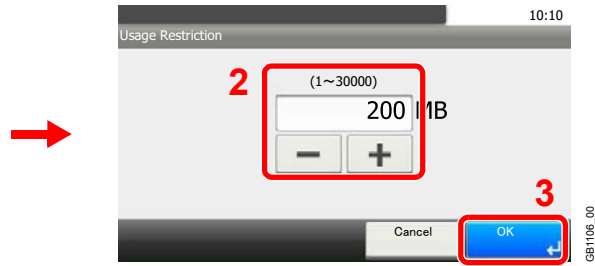 10:10
Usage Restriction
2
(1~30000)
200 MB
− +
3
Cancel
OK
GB1106_00